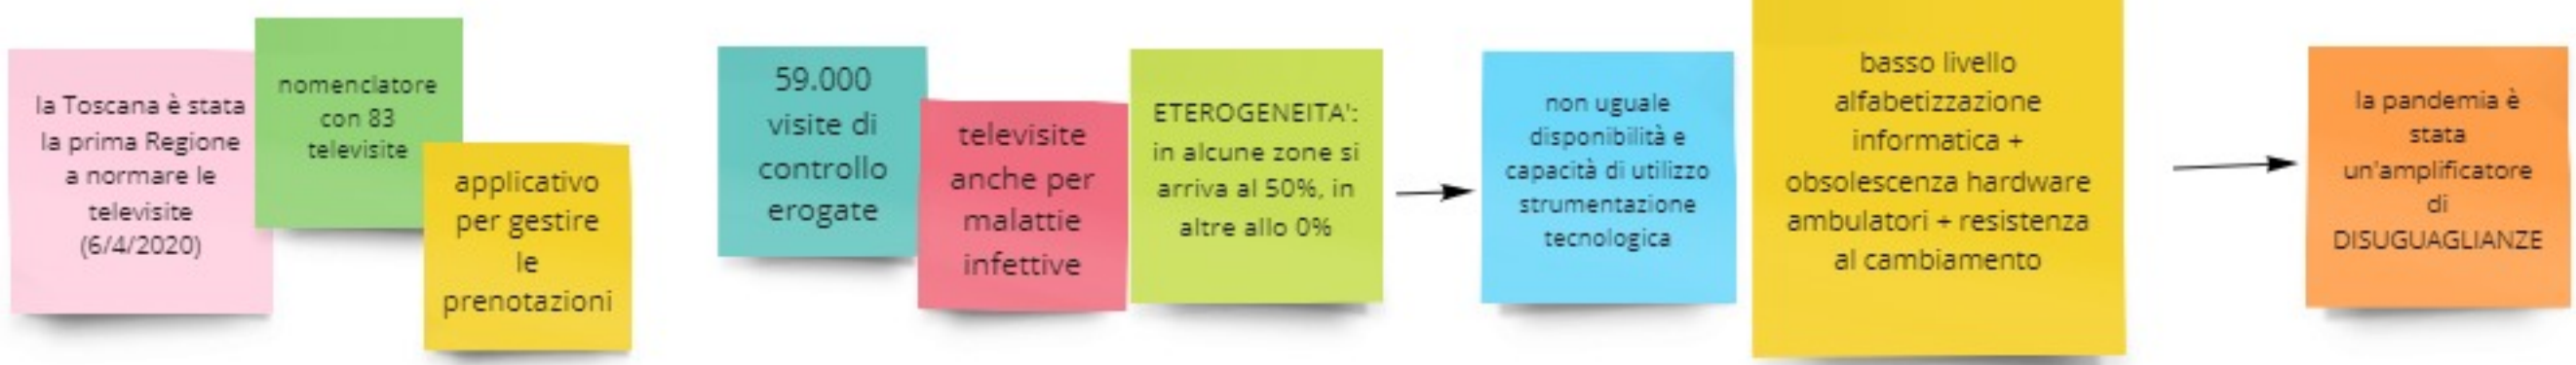 la Toscana è stata
la prima Regione
a normare le
televisite
(6/4/2020)
nomenclatore
con 83
televisite
applicativo
per gestire
le
prenotazioni
59.000
visite di
controllo
erogate
televisite
anche per
malattie
infettive
ETEROGENEITA':
in alcune zone si
arriva al 50%, in
altre allo 0%
non uguale
disponibilità e
capacità di utilizzo
strumentazione
tecnologica
basso livello
alfabetizzazione
informatica +
obsolescenza hardware
ambulatori + resistenza
al cambiamento
la pandemia è
stata
un'amplificatore
di
DISUGUAGLIANZE